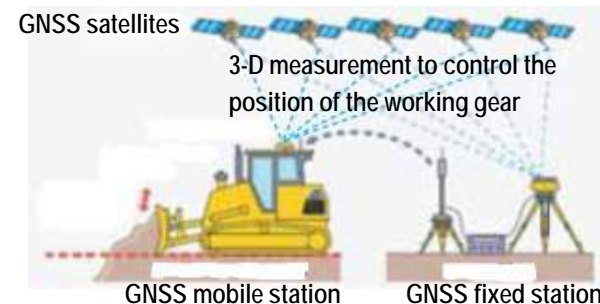 GNSS satellites
3-D measurement to control the
position of the working gear
GNSS mobile station
GNSS fixed station